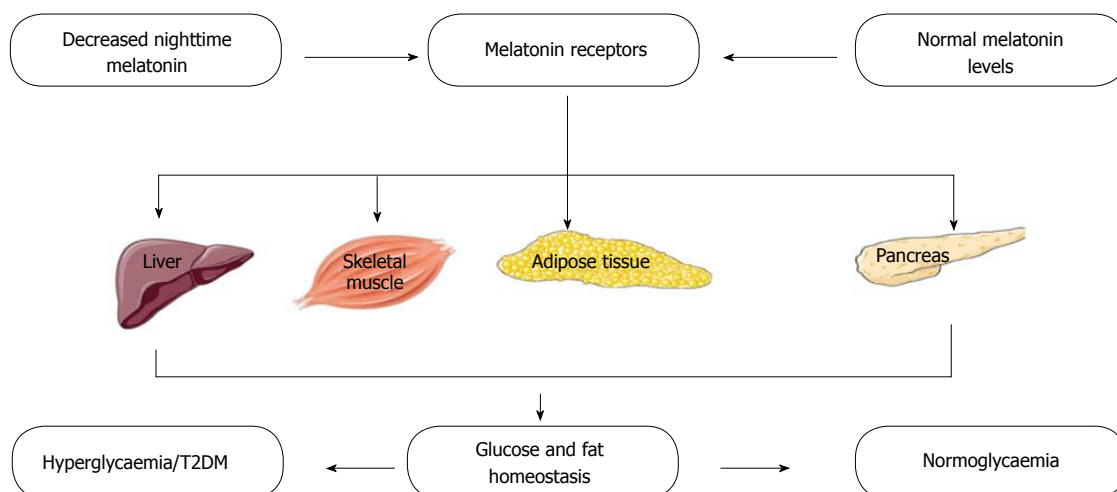 Decreased nighttime
melatonin
Melatonin receptors
Normal melatonin
levels
Liver
Skeletal
muscle
Adipose tissue
Pancreas
Hyperglycaemia/T2DM
Glucose and fat
homeostasis
Normoglycaemia